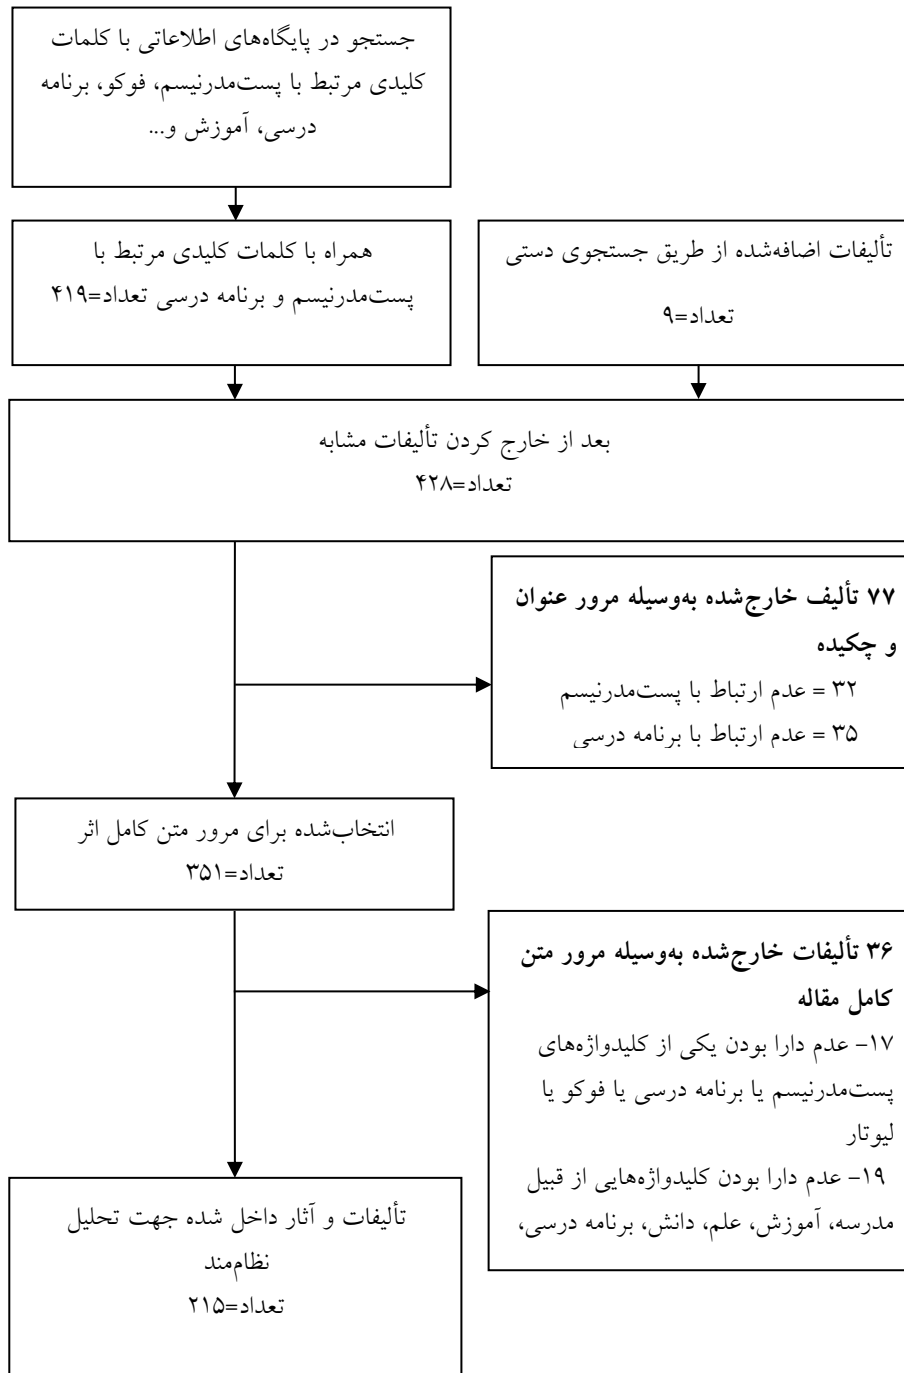 جستجو در پایگاه‌های اطلاعاتی با کلمات
کلیدی مرتبط با پست‌مدرنیسم، فوکو، برنامه
درسی، آموزش و...
همراه با کلمات کلیدی مرتبط با
پست‌مدرنیسم و برنامه درسی تعداد=۴۱۹
تألیفات اضافه‌شده از طریق جستجوی دستی
تعداد=۹
بعد از خارج کردن تألیفات مشابه
تعداد=۴۲۸
۷۷ تألیف خارج‌شده به‌وسیله مرور عنوان
و چکیده
۳۲ = عدم ارتباط با پست‌مدرنیسم
۳۵ = عدم ارتباط با برنامه درسی
انتخاب‌شده برای مرور متن کامل اثر
تعداد=۳۵۱
۳۶ تألیفات خارج‌شده به‌وسیله مرور متن
کامل مقاله
۱۷- عدم دارا بودن یکی از کلیدواژه‌های
پست‌مدرنیسم یا برنامه درسی یا فوکو یا
لیوتار
۱۹- عدم دارا بودن کلیدواژه‌هایی از قبیل
مدرسه، آموزش، علم، دانش، برنامه درسی،
تألیفات و آثار داخل شده جهت تحلیل
نظام‌مند
تعداد=۲۱۵